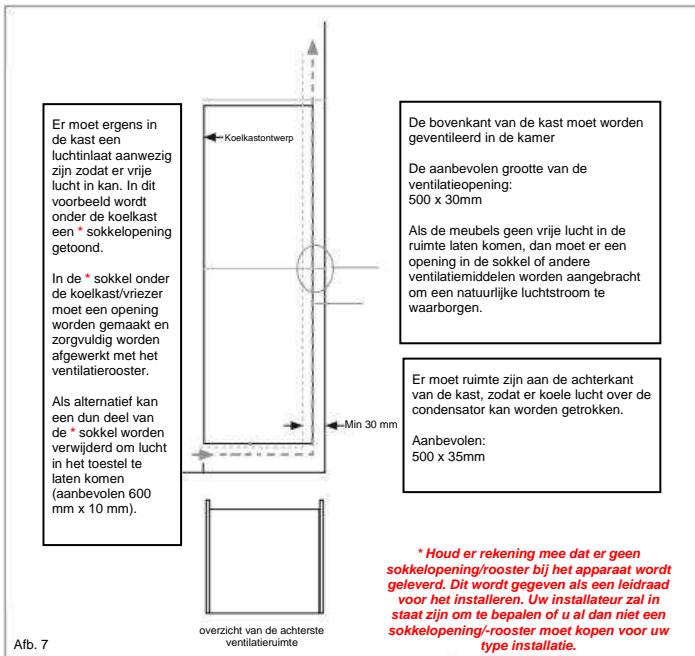 Er moet ergens in
de kast een
luchtinlaat aanwezig
zijn zodat er vrije
lucht in kan. In dit
voorbeeld wordt
onder de koelkast
een * sokkelopening
getoond.
In de * sokkel onder
de koelkast/vriezer
moet een opening
worden gemaakt en
zorgvuldig worden
afgewerkt met het
ventilatierooster.
Als alternatief kan
een dun deel van
de * sokkel worden
verwijderd om lucht
in het toestel te
laten komen
(aanbevolen 600
mm x 10 mm).
Koelkastontwerp
De bovenkant van de kast moet worden
geventileerd in de kamer
De aanbevolen grootte van de
ventilatieopening:
500 x 30mm
Als de meubels geen vrije lucht in de
ruimte laten komen, dan moet er een
opening in de sokkel of andere
ventilatiemiddelen worden aangebracht
om een natuurlijke luchtstroom te
waarborgen.
Er moet ruimte zijn aan de achterkant
van de kast, zodat er koele lucht over de
condensator kan worden getrokken.
Aanbevolen:
500 x 35mm
Min 30 mm
overzicht van de achterste
ventilatieruimte
* Houd er rekening mee dat er geen
sokkelopening/rooster bij het apparaat wordt
geleverd. Dit wordt gegeven als een leidraad
voor het installeren. Uw installateur zal in
staat zijn om te bepalen of u al dan niet een
sokkelopening/-rooster moet kopen voor uw
type installatie.
Afb. 7